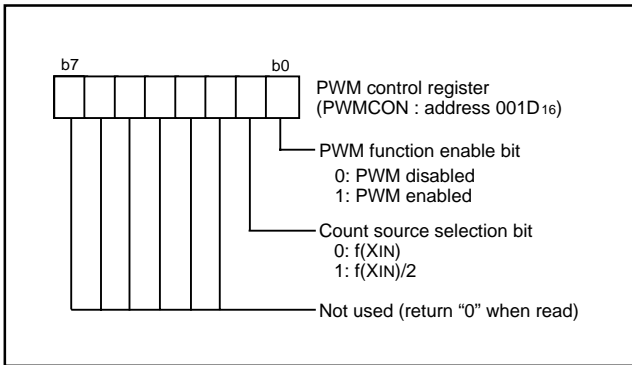 b7 b0
PWM control register
(PWMCON : address 001D16)
PWM function enable bit
0: PWM disabled
1: PWM enabled
Count source selection bit
0: f(XIN)
1: f(XIN)/2
Not used (return “0” when read)